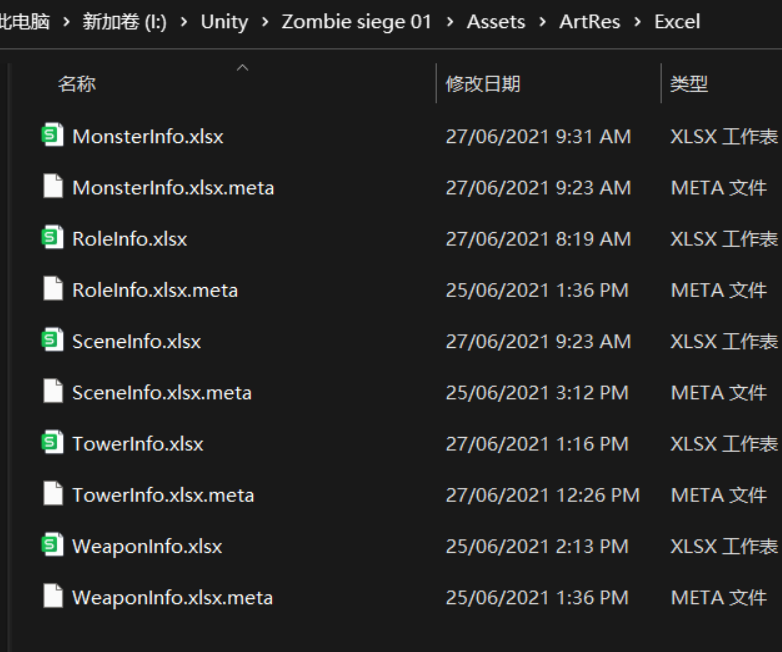 此电脑 › 新加卷 (I:) › Unity › Zombie siege 01 › Assets › ArtRes › Excel
名称 修改日期 类型
MonsterInfo.xlsx 27/06/2021 9:31 AM XLSX 工作表
MonsterInfo.xlsx.meta 27/06/2021 9:23 AM META 文件
RoleInfo.xlsx 27/06/2021 8:19 AM XLSX 工作表
RoleInfo.xlsx.meta 25/06/2021 1:36 PM META 文件
SceneInfo.xlsx 27/06/2021 9:23 AM XLSX 工作表
SceneInfo.xlsx.meta 25/06/2021 3:12 PM META 文件
TowerInfo.xlsx 27/06/2021 1:16 PM XLSX 工作表
TowerInfo.xlsx.meta 27/06/2021 12:26 PM META 文件
WeaponInfo.xlsx 25/06/2021 2:13 PM XLSX 工作表
WeaponInfo.xlsx.meta 25/06/2021 1:36 PM META 文件